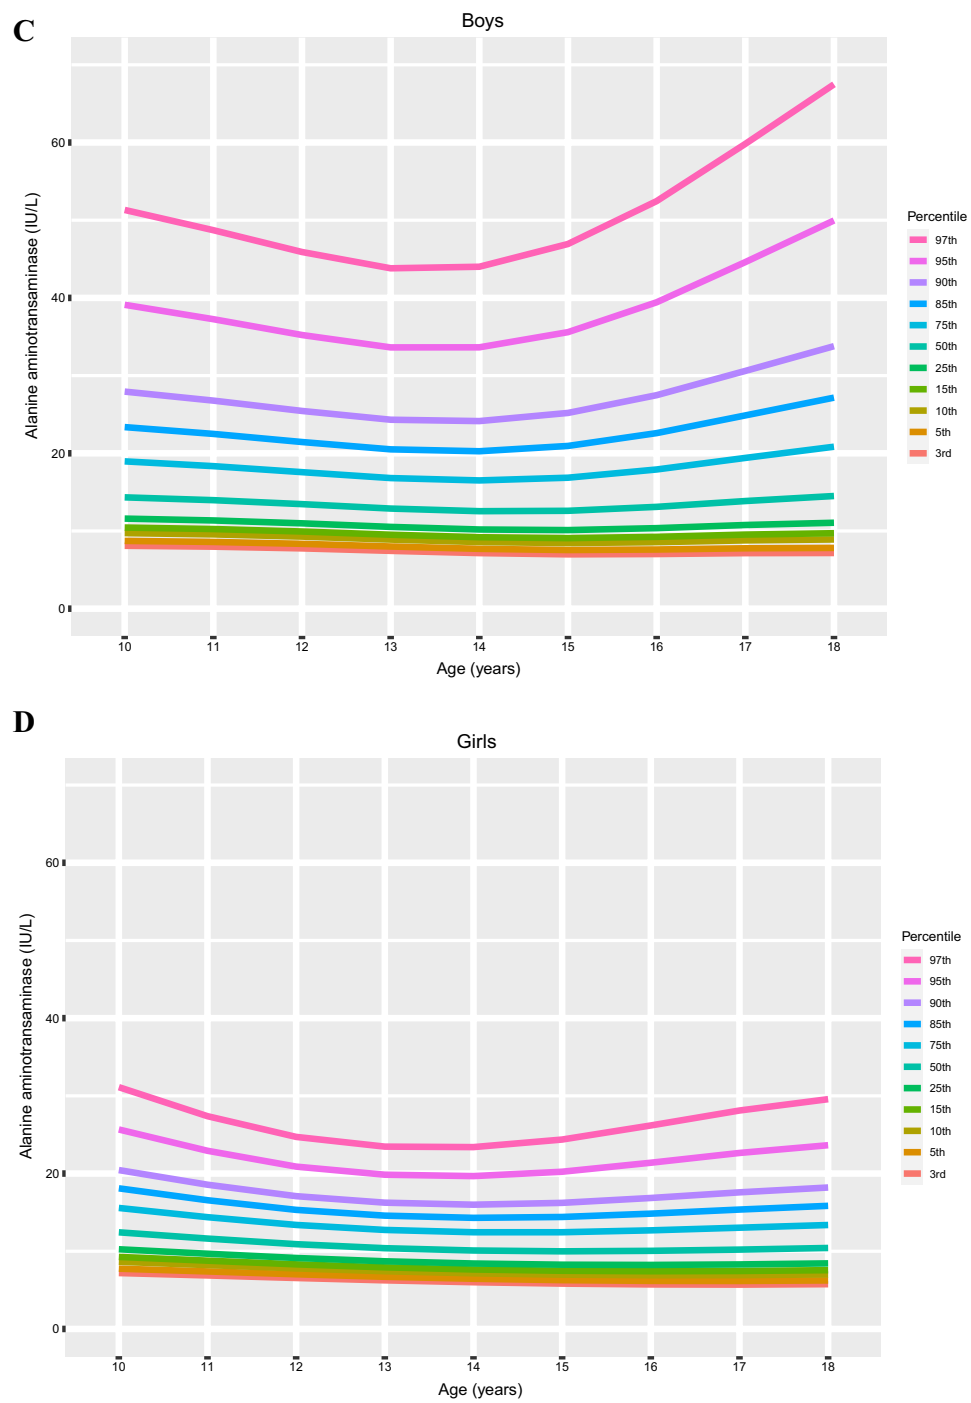 C
Boys
Alanine aminotransaminase (IU/L)
60
40
20
0
10 11 12 13 14 15 16 17 18
Age (years)
Percentile
97th
95th
90th
85th
75th
50th
25th
15th
10th
5th
3rd
D
Girls
Alanine aminotransaminase (IU/L)
60
40
20
0
10 11 12 13 14 15 16 17 18
Age (years)
Percentile
97th
95th
90th
85th
75th
50th
25th
15th
10th
5th
3rd